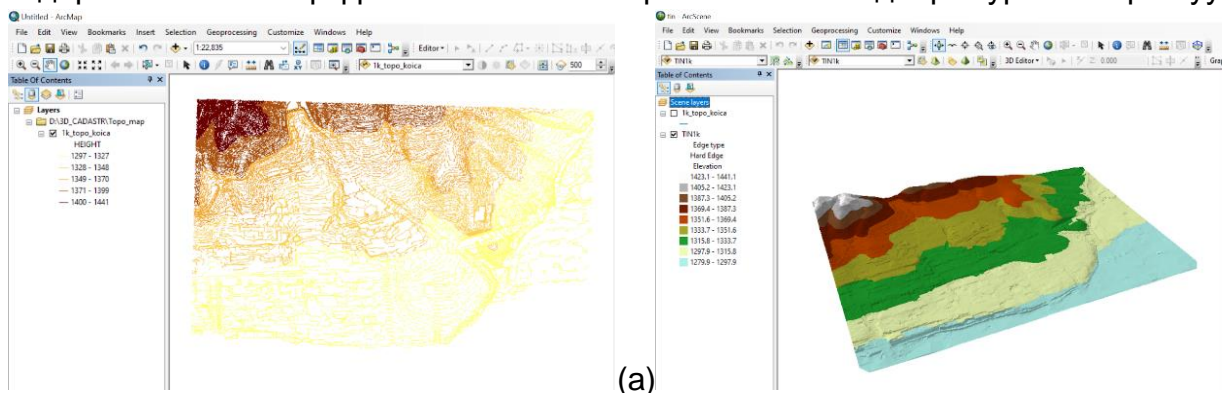 Untitled - ArcMap
File Edit View Bookmarks Insert Selection Geoprocessing Customize Windows Help
1:22,835
Editor
1k_topo_koica
500
Table Of Contents
Layers
D:\3D_CADASTR\Topo_map
1k_topo_koica
HEIGHT
1297 - 1327
1328 - 1348
1349 - 1370
1371 - 1399
1400 - 1441
(a)
tin - ArcScene
File Edit View Bookmarks Selection Geoprocessing Customize Windows Help
TIN1k
TIN1k
3D Editor
0.000
Table of Contents
Scene layers
1k_topo_koica
TIN1k
Edge type
Hard Edge
Elevation
1423.1 - 1441.1
1405.2 - 1423.1
1387.3 - 1405.2
1369.4 - 1387.3
1351.6 - 1369.4
1333.7 - 1351.6
1315.8 - 1333.7
1297.9 - 1315.8
1279.9 - 1297.9